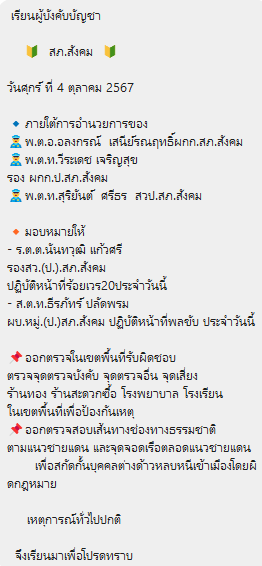 เรียนผู้บังคับบัญชา
🔰 สภ.สังคม 🔰
วันศุกร์ ที่ 4 ตุลาคม 2567
🔹ภายใต้การอำนวยการของ
👮พ.ต.อ.อลงกรณ์ เสนีย์รณฤทธิ์ผกก.สภ.สังคม
👮พ.ต.ท.วีระเดช เจริญสุข
รอง ผกก.ป.สภ.สังคม
👮พ.ต.ท.สุริยันต์ ศรีธร สวป.สภ.สังคม
🔸มอบหมายให้
- ร.ต.ต.นันทวุฒิ แก้วศรี
รองสว.(ป.).สภ.สังคม
ปฏิบัติหน้าที่ร้อยเวร20ประจำวันนี้
- ส.ต.ท.ธีรภัทร์ ปลัดพรม
ผบ.หมู่.(ป.)สภ.สังคม ปฏิบัติหน้าที่พลขับ ประจำวันนี้
📌ออกตรวจในเขตพื้นที่รับผิดชอบ
ตรวจจุดตรวจบังคับ จุดตรวจอื่น จุดเสี่ยง
ร้านทอง ร้านสะดวกซื้อ โรงพยาบาล โรงเรียน
ในเขตพื้นที่เพื่อป้องกันเหตุ
📌ออกตรวจสอบเส้นทางช่องทางธรรมชาติ
ตามแนวชายแดน และจุดจอดเรือตลอดแนวชายแดน
เพื่อสกัดกั้นบุคคลต่างด้าวหลบหนีเข้าเมืองโดยผิ
ดกฎหมาย
เหตุการณ์ทั่วไปปกติ
จึงเรียนมาเพื่อโปรดทราบ